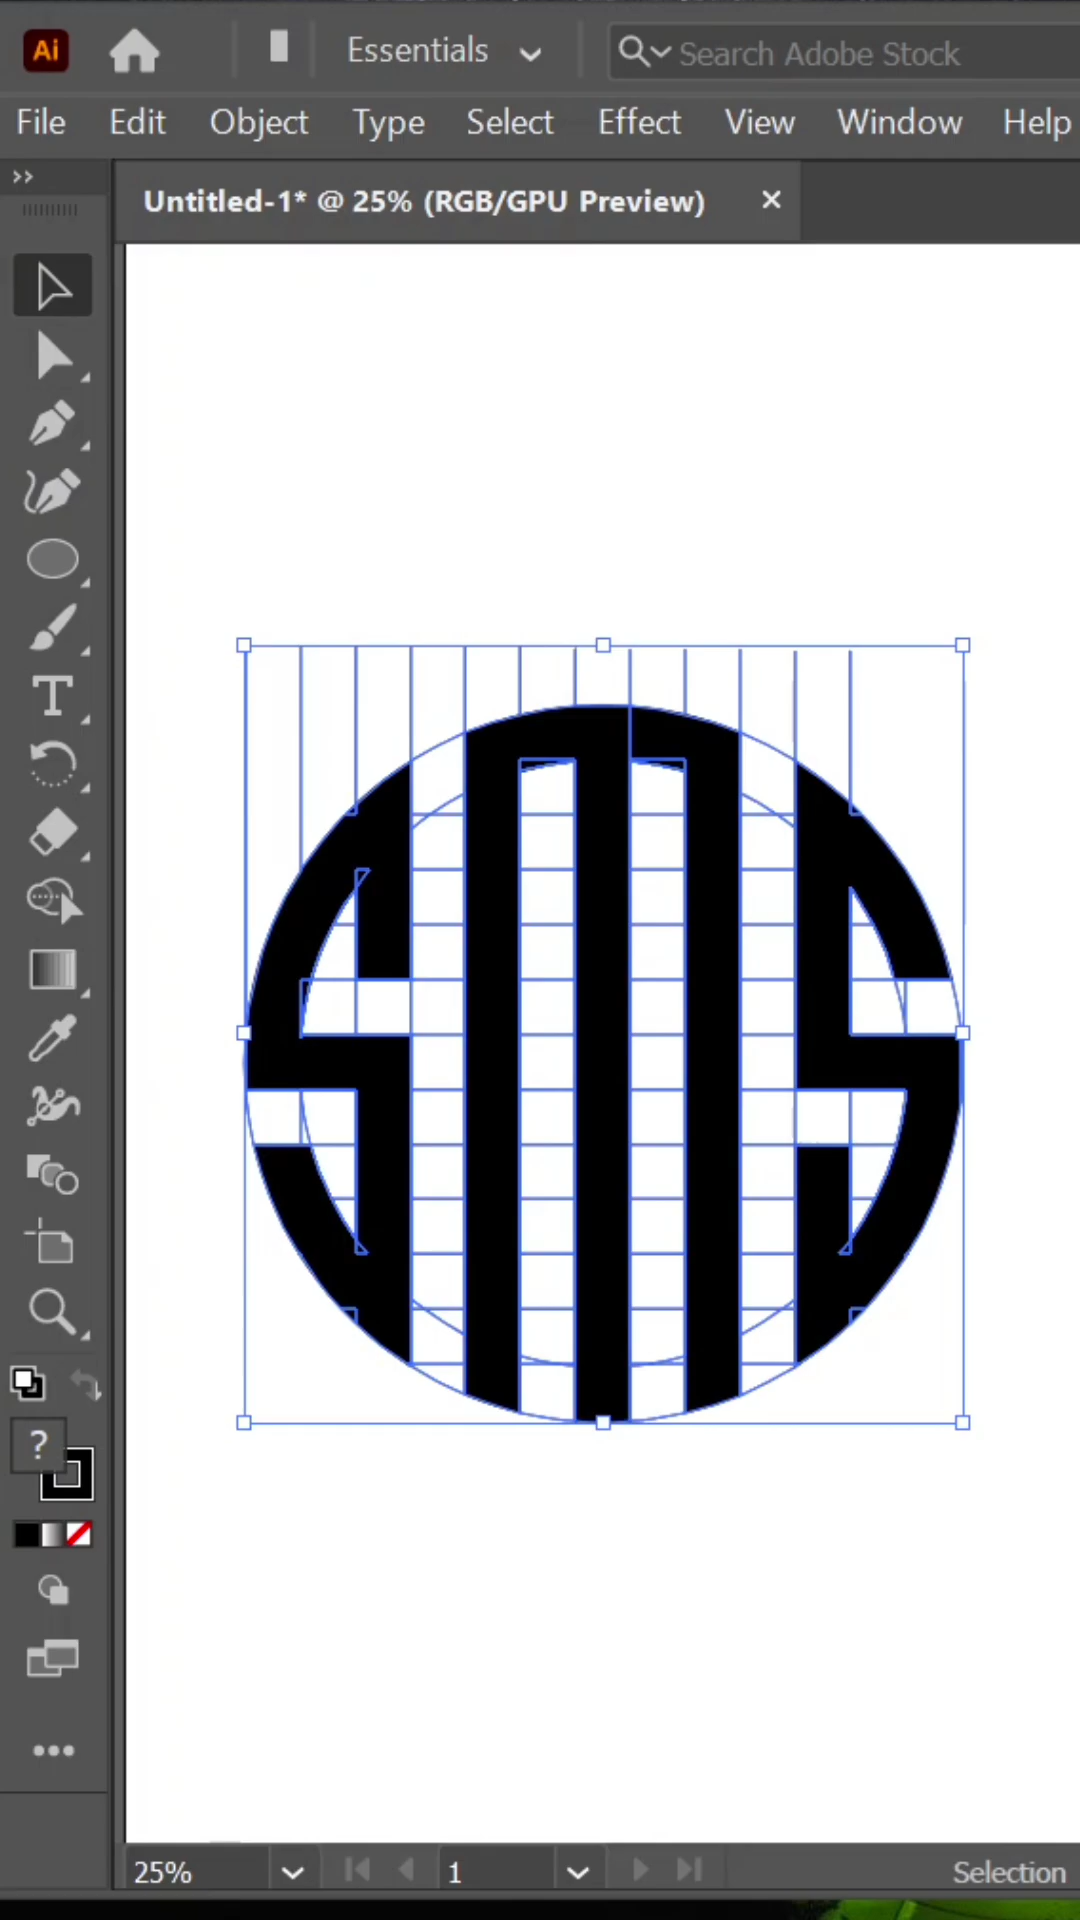 Ai Essentials Search Adobe Stock
File Edit Object Type Select Effect View Window Help
Untitled-1* @ 25% (RGB/GPU Preview) ×
T
?
SMS
25% 1 Selection